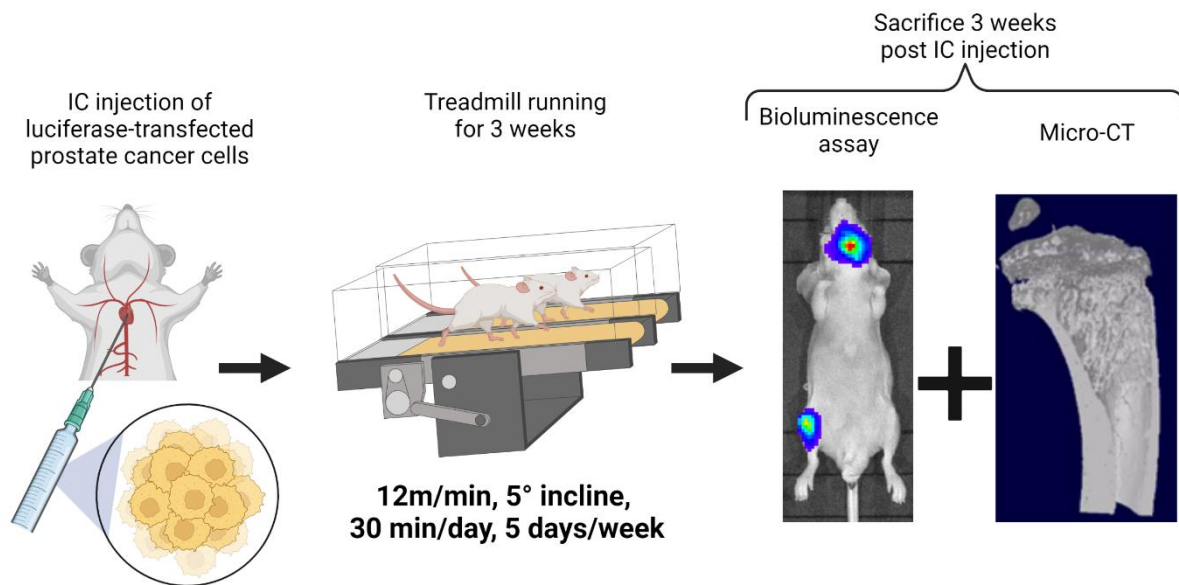 IC injection of
luciferase-transfected
prostate cancer cells
Treadmill running
for 3 weeks
12m/min, 5° incline,
30 min/day, 5 days/week
Sacrifice 3 weeks
post IC injection
Bioluminescence
assay
Micro-CT